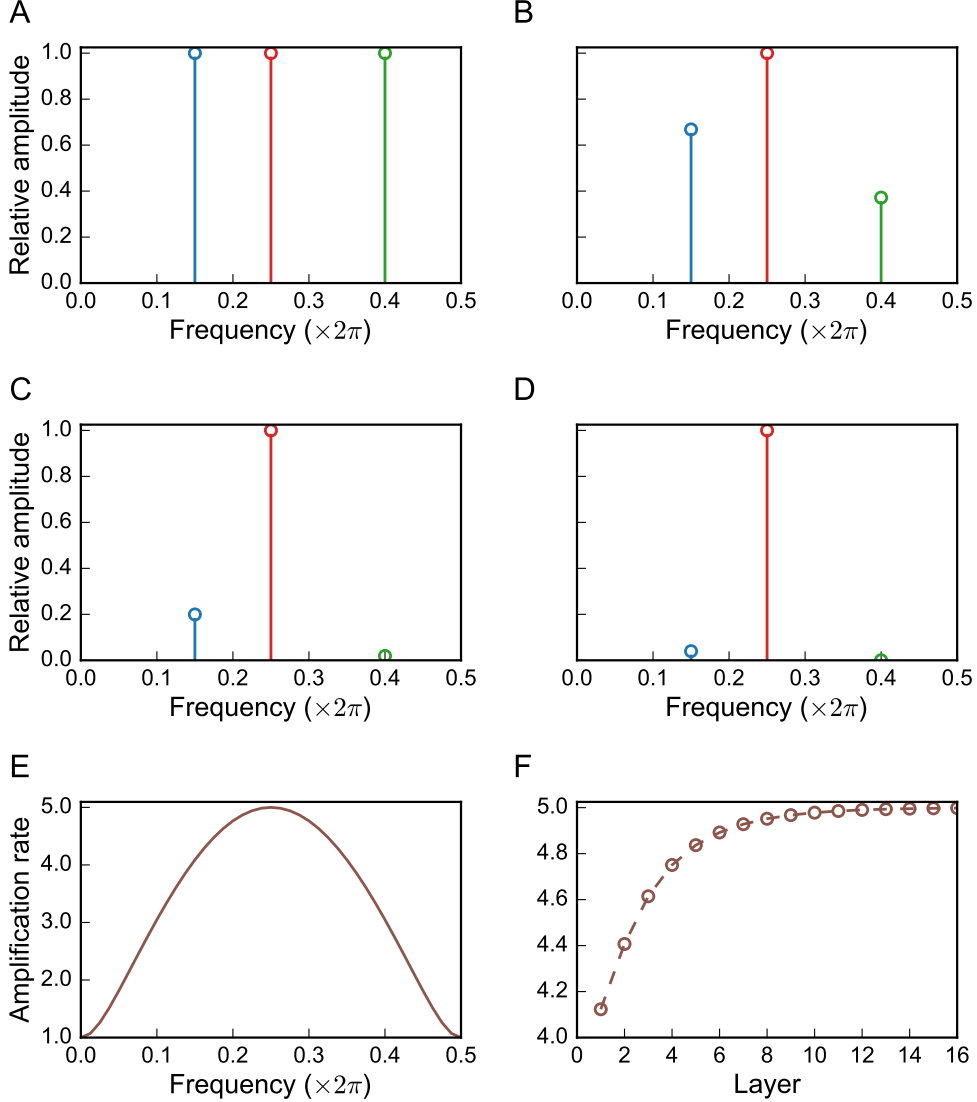 A
B
1.0
0.8
0.6
0.4
0.2
0.0
Relative amplitude
0.0 0.1 0.2 0.3 0.4 0.5
Frequency (×2π)
0.0 0.1 0.2 0.3 0.4 0.5
Frequency (×2π)
C
D
1.0
0.8
0.6
0.4
0.2
0.0
Relative amplitude
0.0 0.1 0.2 0.3 0.4 0.5
Frequency (×2π)
0.0 0.1 0.2 0.3 0.4 0.5
Frequency (×2π)
E
F
5.0
4.0
3.0
2.0
1.0
Amplification rate
0.0 0.1 0.2 0.3 0.4 0.5
Frequency (×2π)
5.0
4.8
4.6
4.4
4.2
4.0
0 2 4 6 8 10 12 14 16
Layer